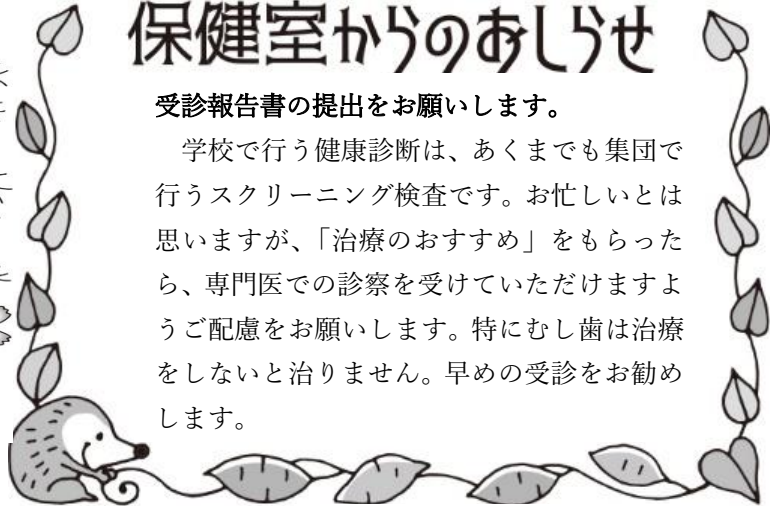 保健室からのおしらせ
受診報告書の提出をお願いします。
学校で行う健康診断は、あくまでも集団で
行うスクリーニング検査です。お忙しいとは
思いますが、「治療のおすすめ」をもらった
ら、専門医での診察を受けていただけますよ
うご配慮をお願いします。特にむし歯は治療
をしないと治りません。早めの受診をお勧め
します。